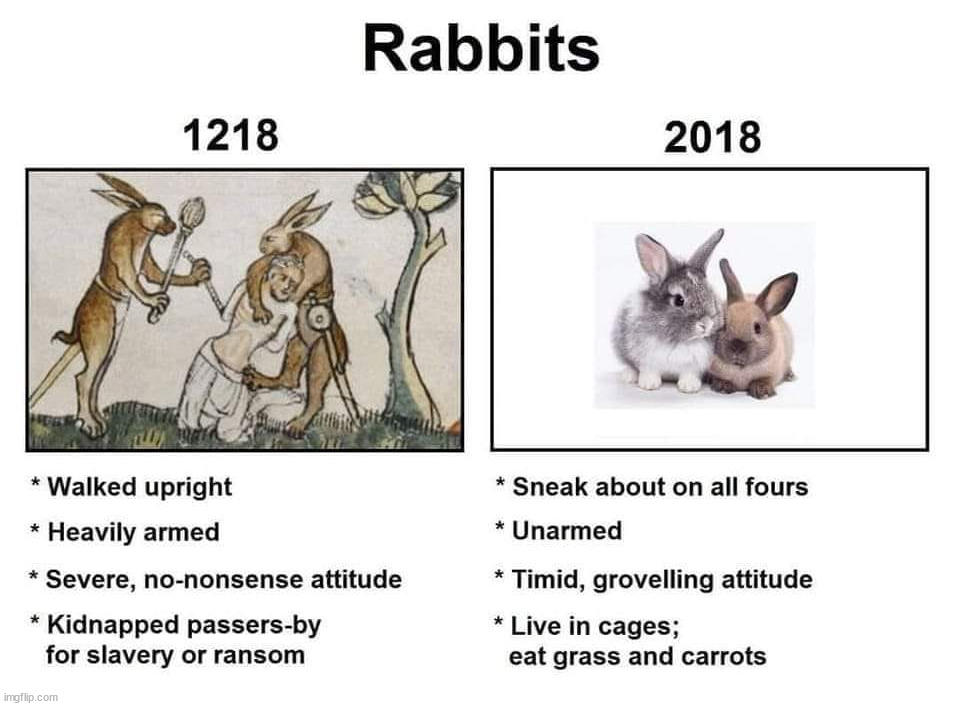 Rabbits
1218
2018
* Walked upright
* Heavily armed
* Severe, no-nonsense attitude
* Kidnapped passers-by
for slavery or ransom
* Sneak about on all fours
* Unarmed
* Timid, grovelling attitude
* Live in cages;
eat grass and carrots
imgflip.com